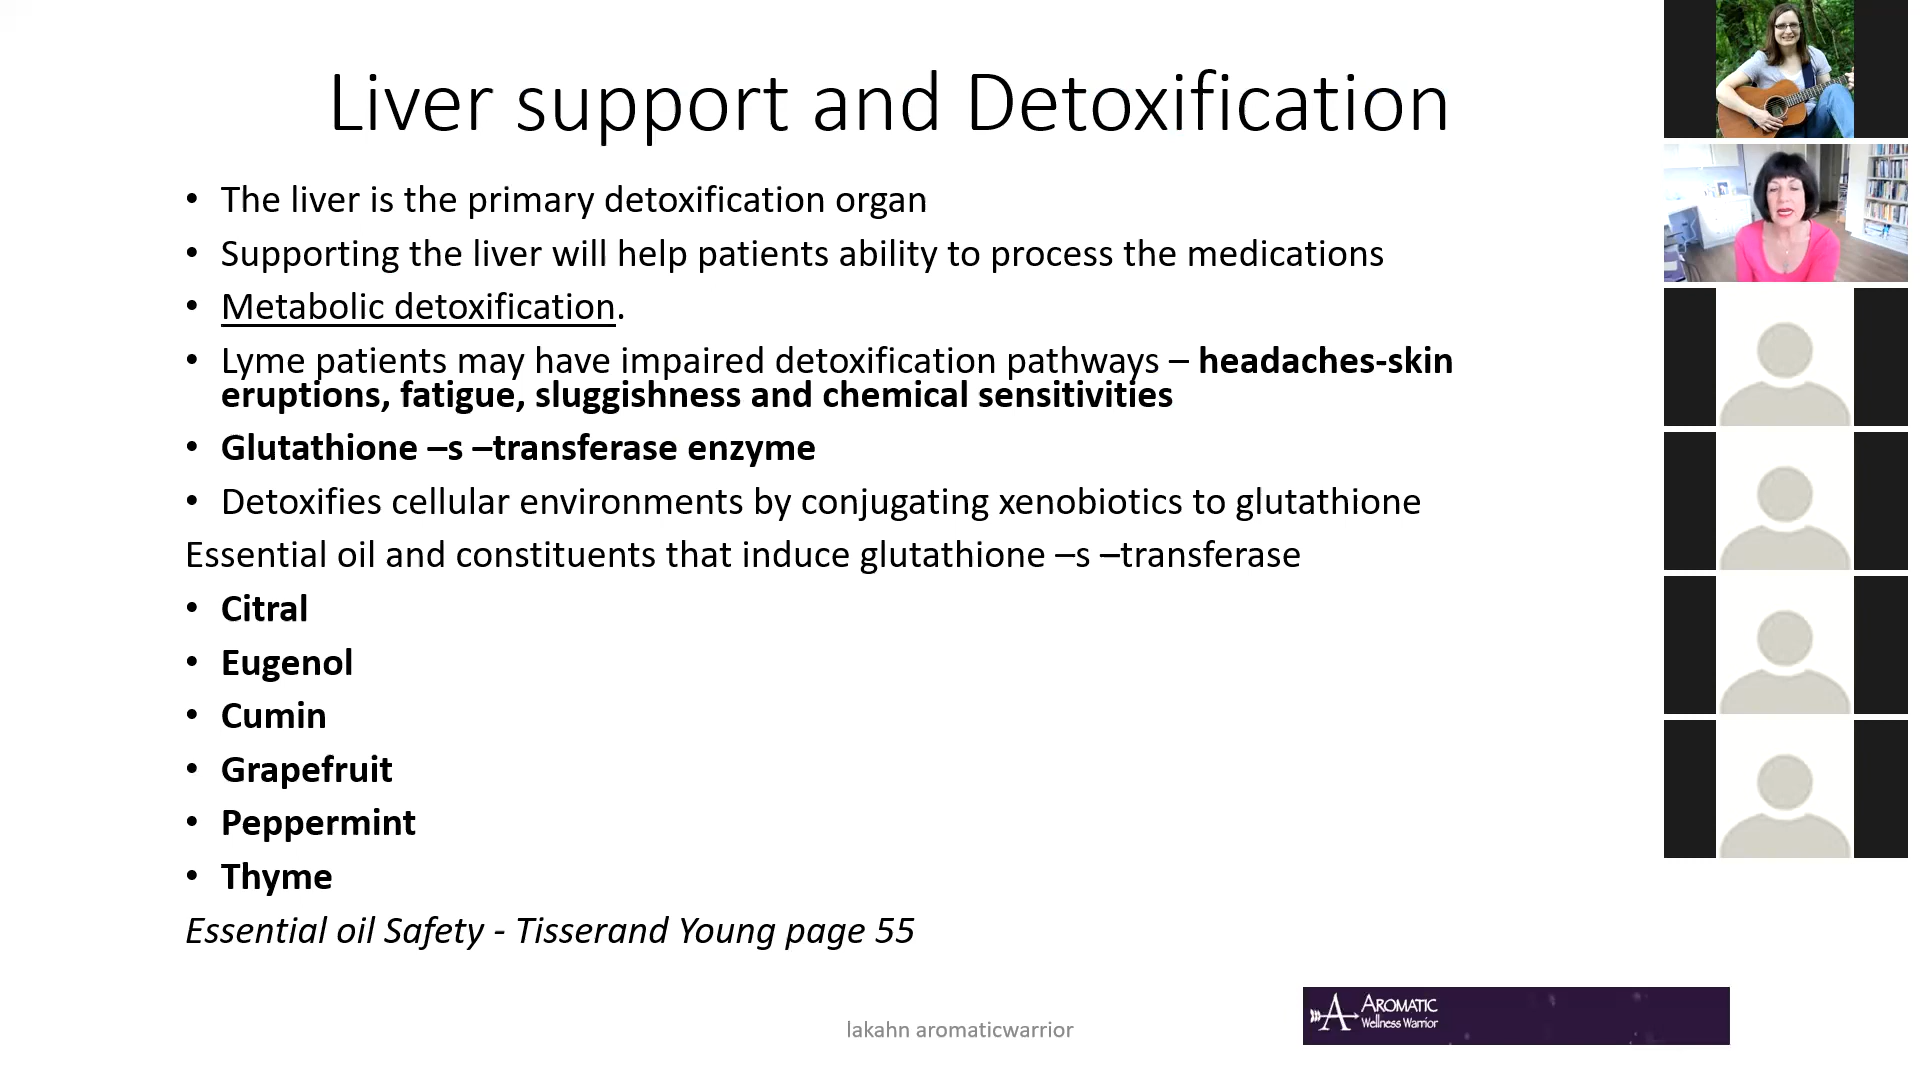 Liver support and Detoxification
• The liver is the primary detoxification organ
• Supporting the liver will help patients ability to process the medications
• Metabolic detoxification.
• Lyme patients may have impaired detoxification pathways – headaches-skin
eruptions, fatigue, sluggishness and chemical sensitivities
• Glutathione –s –transferase enzyme
• Detoxifies cellular environments by conjugating xenobiotics to glutathione
Essential oil and constituents that induce glutathione –s –transferase
• Citral
• Eugenol
• Cumin
• Grapefruit
• Peppermint
• Thyme
Essential oil Safety - Tisserand Young page 55
lakahn aromaticwarrior
A AROMATIC
Wellness Warrior